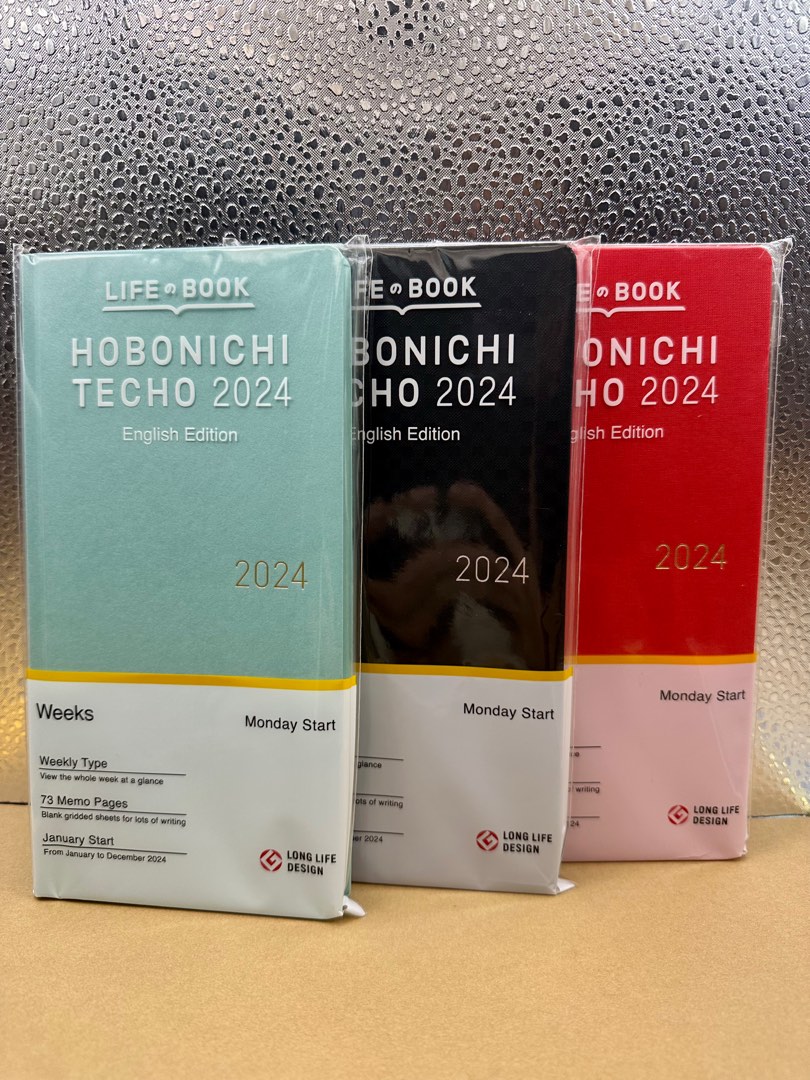 LIFEのBOOK
HOBONICHI
TECHO 2024
English Edition
2024
Weeks
Monday Start
Weekly Type
View the whole week at a glance
73 Memo Pages
Blank gridded sheets for lots of writing
January Start
From January to December 2024
LONG LIFE
DESIGN
FEのBOOK
BONICHI
CHO 2024
English Edition
2024
Monday Start
glance
lots of writing
er 2024
LONG LIFE
DESIGN
EのBOOK
ONICHI
HO 2024
glish Edition
2024
Monday Start
writing
24
LONG LIFE
DESIGN